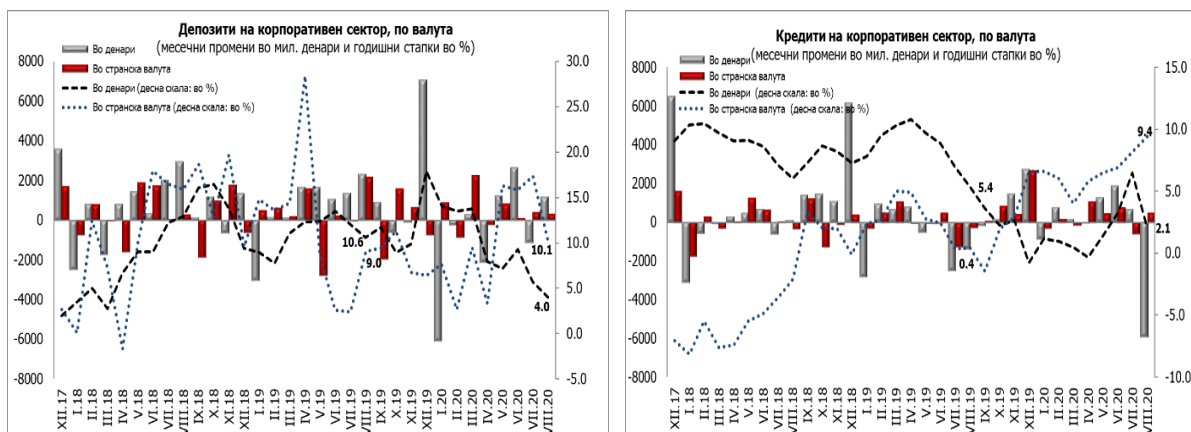 Депозити на корпоративен сектор, по валута
(месечни промени во мил. денари и годишни стапки во %)
Во денари
Во странска валута
Во денари (десна скала: во %)
Во странска валута (десна скала: во %)
8000
6000
4000
2000
0
-2000
-4000
-6000
-8000
30.0
25.0
20.0
15.0
10.0
5.0
0.0
-5.0
10.6
9.0
10.1
4.0
XII.17
I.18
II.18
III.18
IV.18
V.18
VI.18
VII.18
VIII.18
IX.18
X.18
XI.18
XII.18
I.19
II.19
III.19
IV.19
V.19
VI.19
VII.19
VIII.19
IX.19
X.19
XI.19
XII.19
I.20
II.20
III.20
IV.20
V.20
VI.20
VII.20
VIII.20
Кредити на корпоративен сектор, по валута
(месечни промени во мил. денари и годишни стапки во %)
Во денари
Во странска валута
Во денари (десна скала: во %)
Во странска валута (десна скала: во %)
8000
6000
4000
2000
0
-2000
-4000
-6000
-8000
15.0
10.0
5.0
0.0
-5.0
-10.0
5.4
0.4
9.4
2.1
XII.17
I.18
II.18
III.18
IV.18
V.18
VI.18
VII.18
VIII.18
IX.18
X.18
XI.18
XII.18
I.19
II.19
III.19
IV.19
V.19
VI.19
VII.19
VIII.19
IX.19
X.19
XI.19
XII.19
I.20
II.20
III.20
IV.20
V.20
VI.20
VII.20
VIII.20